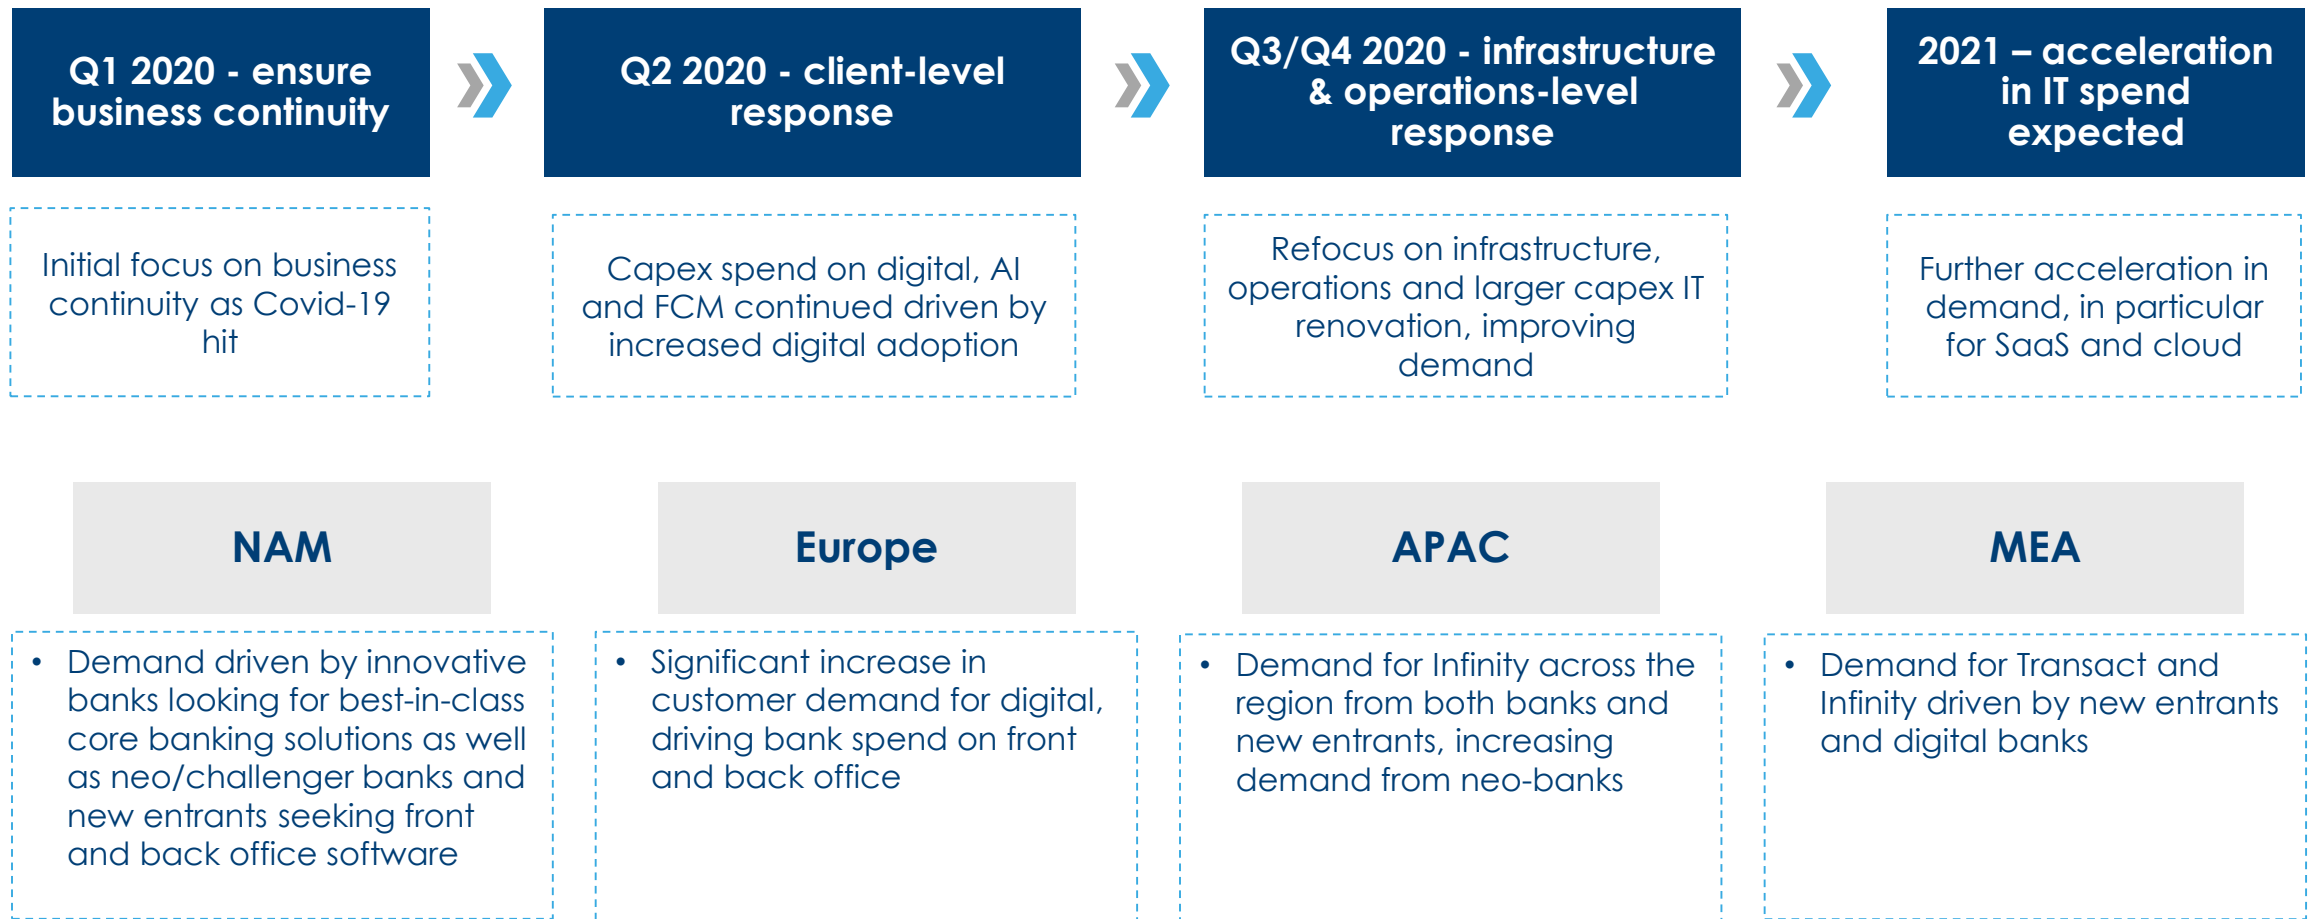 Q1 2020 - ensure
business continuity
Q2 2020 - client-level
response
Q3/Q4 2020 - infrastructure
& operations-level
response
2021 – acceleration
in IT spend
expected
Initial focus on business
continuity as Covid-19
hit
Capex spend on digital, AI
and FCM continued driven by
increased digital adoption
Refocus on infrastructure,
operations and larger capex IT
renovation, improving
demand
Further acceleration in
demand, in particular
for SaaS and cloud
NAM
Europe
APAC
MEA
• Demand driven by innovative
banks looking for best-in-class
core banking solutions as well
as neo/challenger banks and
new entrants seeking front
and back office software
• Significant increase in
customer demand for digital,
driving bank spend on front
and back office
• Demand for Infinity across the
region from both banks and
new entrants, increasing
demand from neo-banks
• Demand for Transact and
Infinity driven by new entrants
and digital banks